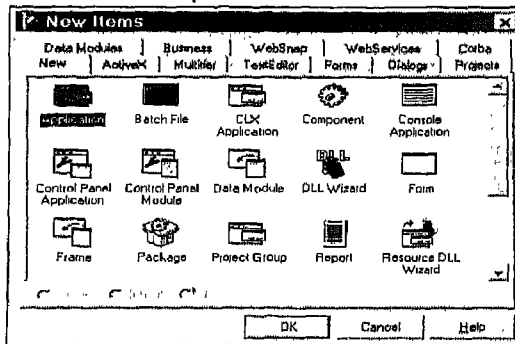 New Items
Data Modules Business WebSnap WebServices Corba
New ActiveX Multitier TextEditor Forms Dialogs Projects
Application Batch File CLX Application Component Console Application
Control Panel Application Control Panel Module Data Module DLL Wizard Form
Frame Package Project Group Report Resource DLL Wizard
OK Cancel Help